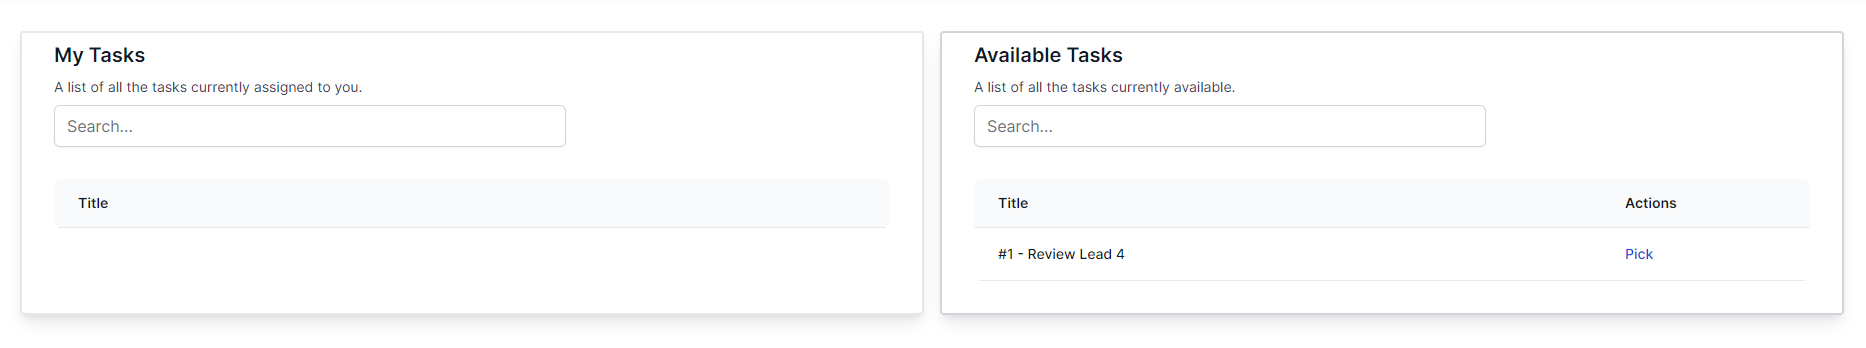 My Tasks
A list of all the tasks currently assigned to you.
Search...
Title
Available Tasks
A list of all the tasks currently available.
Search...
Title Actions
#1 - Review Lead 4 Pick